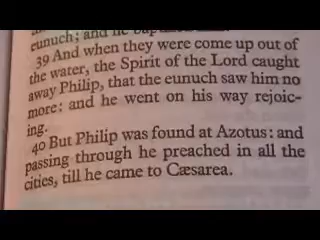 eunuch; and he baptized him.
39 And when they were come up out of
the water, the Spirit of the Lord caught
away Philip, that the eunuch saw him no
more: and he went on his way rejoic-
ing.
40 But Philip was found at Azotus: and
passing through he preached in all the
cities, till he came to Cæsarea.